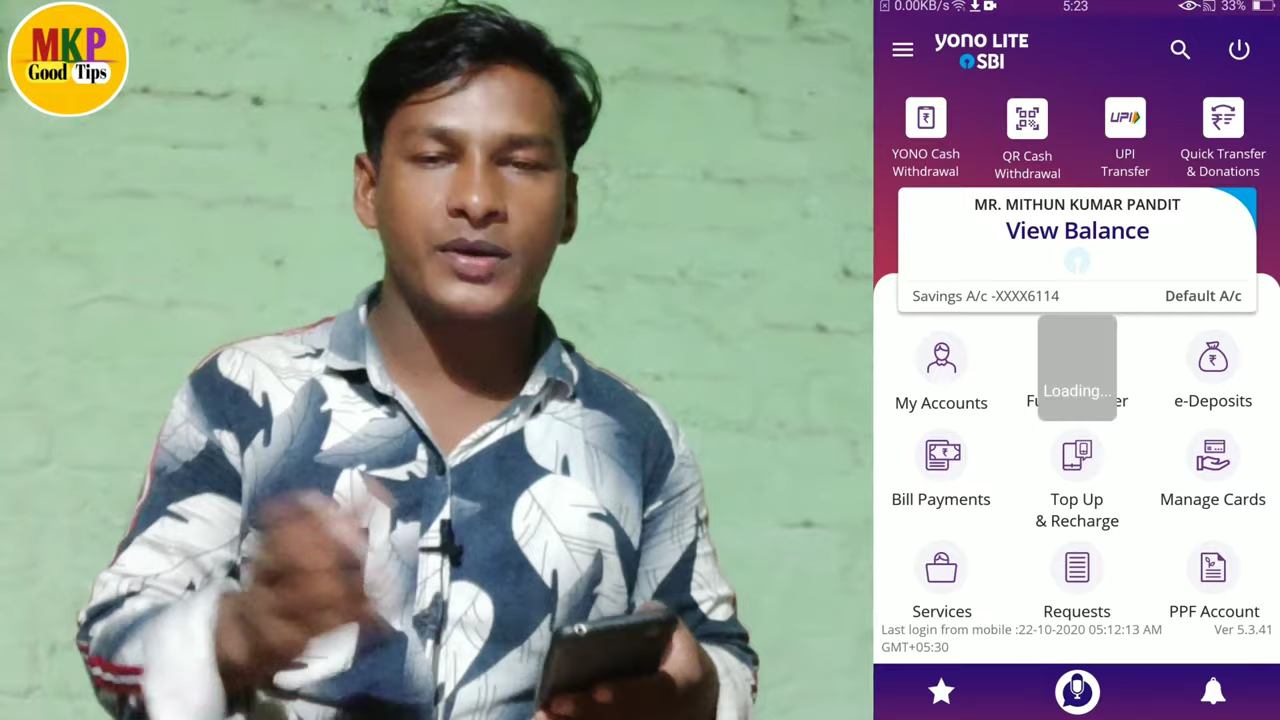 MKP
Good Tips
0.00KB/s
5:23
33%
yono LITE
SBI
YONO Cash
Withdrawal
QR Cash
Withdrawal
UPI
UPI
Transfer
Quick Transfer
& Donations
MR. MITHUN KUMAR PANDIT
View Balance
Savings A/c -XXXX6114
Default A/c
My Accounts
Loading...
e-Deposits
Bill Payments
Top Up
& Recharge
Manage Cards
Services
Requests
PPF Account
Last login from mobile :22-10-2020 05:12:13 AM
GMT+05:30
Ver 5.3.41